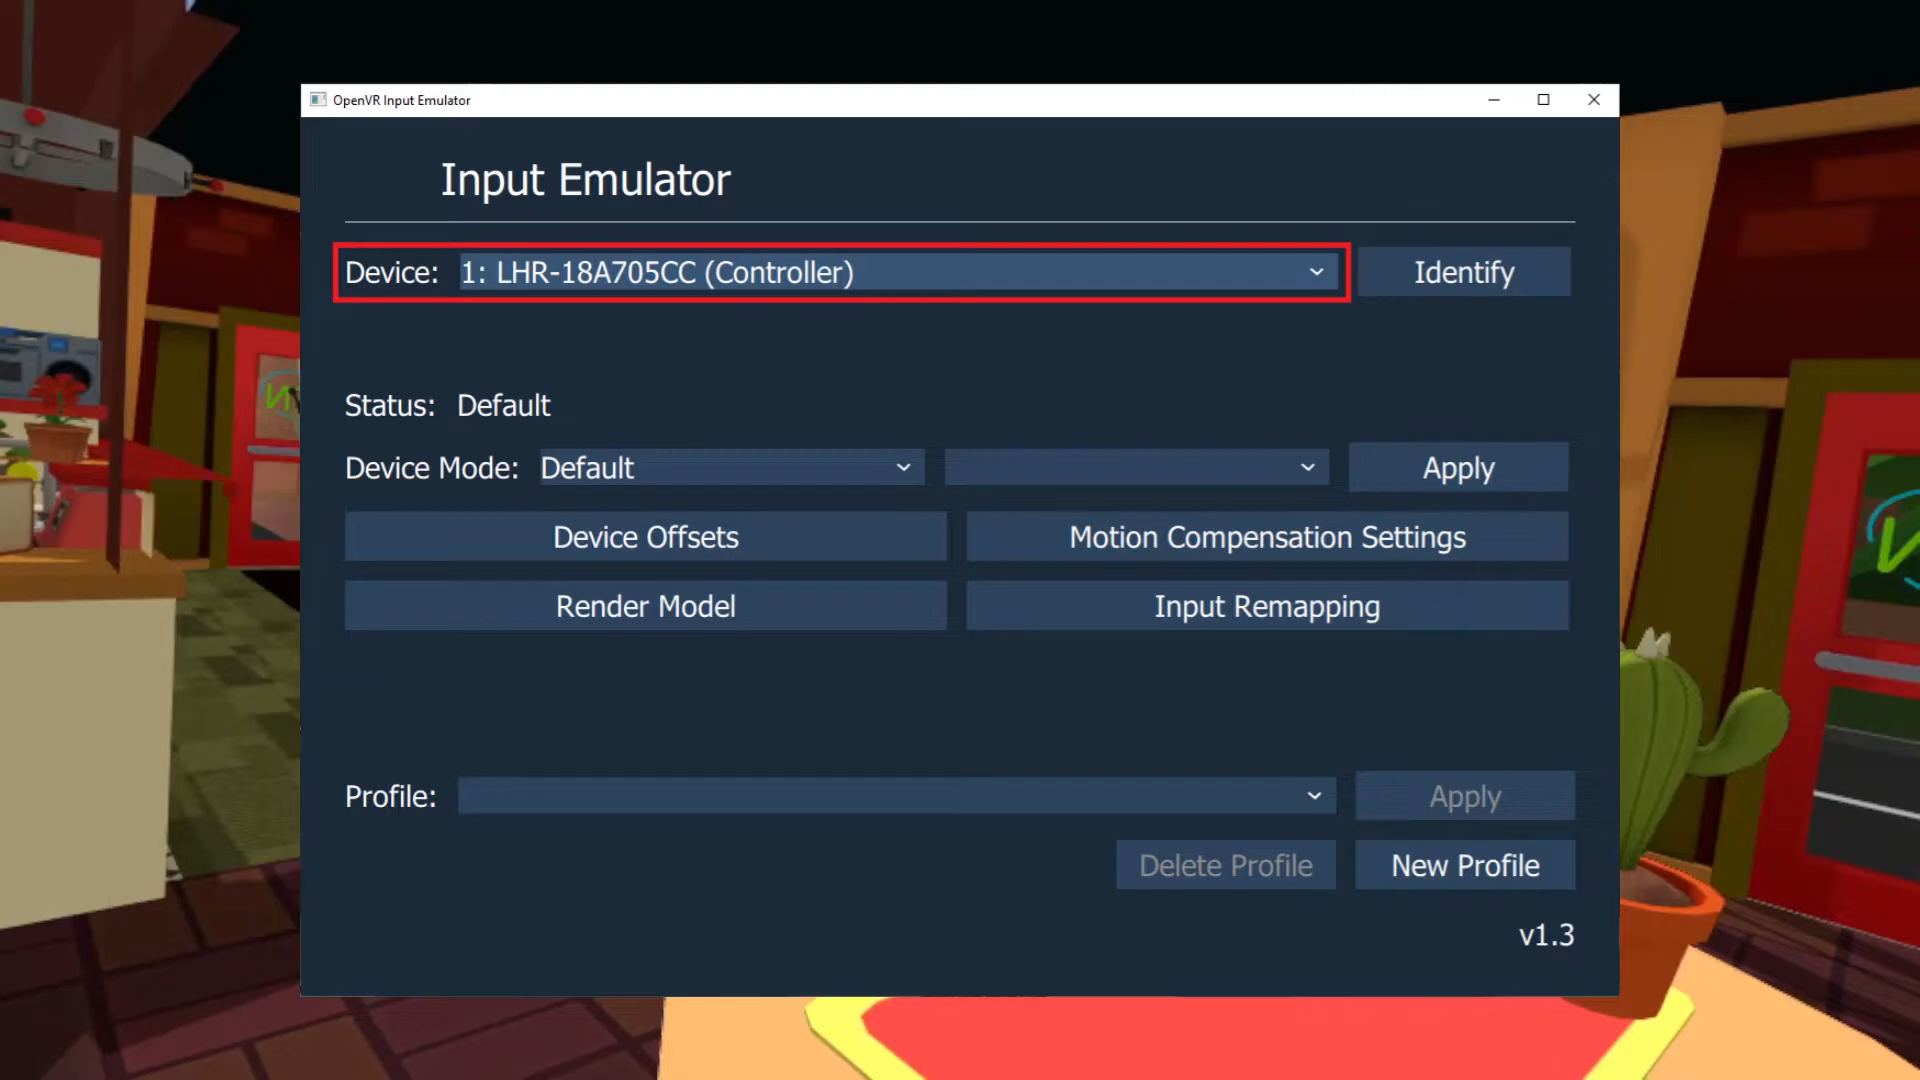 OpenVR Input Emulator
Input Emulator
Device: 1: LHR-18A705CC (Controller) Identify
Status: Default
Device Mode: Default Apply
Device Offsets Motion Compensation Settings
Render Model Input Remapping
Profile: Apply
Delete Profile New Profile
v1.3